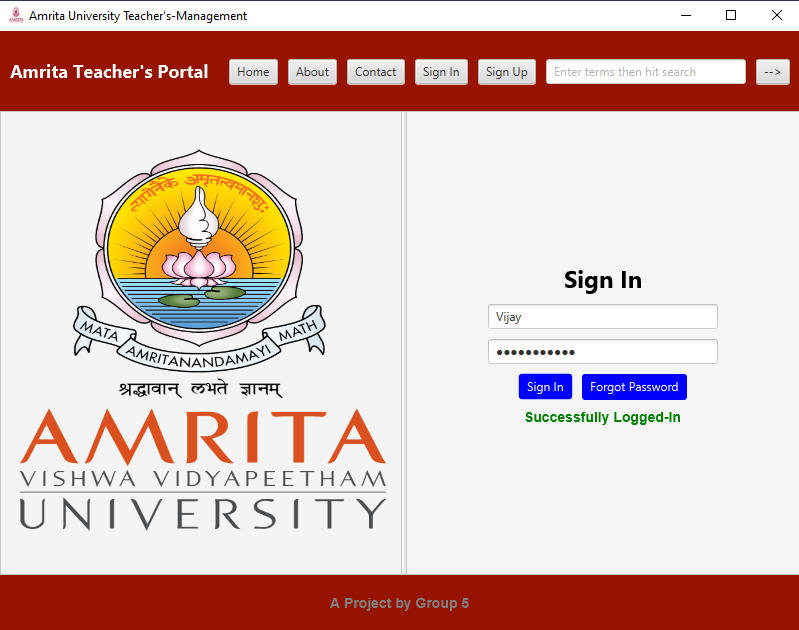 Amrita University Teacher's-Management
Amrita Teacher's Portal
Home
About
Contact
Sign In
Sign Up
Enter terms then hit search
-->
त्यागेनैके अमृतत्वमानशुः
MATA AMRITANANDAMAYI MATH
श्रद्धावान् लभते ज्ञानम्
AMRITA
VISHWA VIDYAPEETHAM
UNIVERSITY
Sign In
Vijay
•••••••••••
Sign In
Forgot Password
Successfully Logged-In
A Project by Group 5